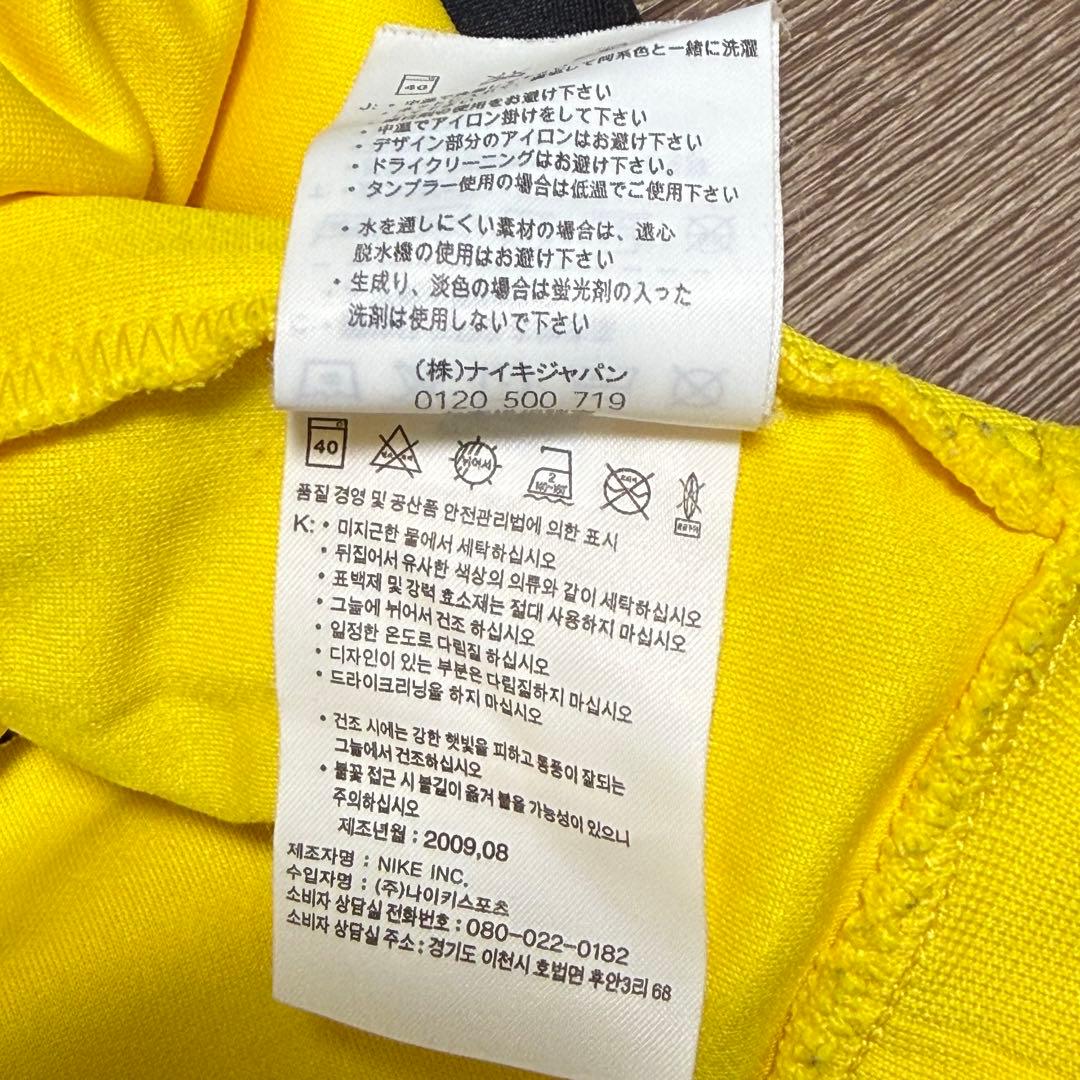 して同系色と一緒に洗濯
40
J:
の使用をお避け下さい
・中温でアイロン掛けをして下さい
・デザイン部分のアイロンはお避け下さい
・ドライクリーニングはお避け下さい。
・タンブラー使用の場合は低温でご使用下さい
・水を通しにくい素材の場合は、遠心
脱水機の使用はお避け下さい
・生成り、淡色の場合は蛍光剤の入った
洗剤は使用しないで下さい
(株)ナイキジャパン
0120 500 719
40 뉘어서 2 140~160
품질 경영 및 공산품 안전관리법에 의한 표시
K: • 미지근한 물에서 세탁하십시오
• 뒤집어서 유사한 색상의 의류와 같이 세탁하십시오
• 표백제 및 강력 효소제는 절대 사용하지 마십시오
• 그늘에 뉘어서 건조 하십시오
• 일정한 온도로 다림질 하십시오
• 디자인이 있는 부분은 다림질하지 마십시오
• 드라이크리닝을 하지 마십시오
• 건조 시에는 강한 햇빛을 피하고 통풍이 잘되는
그늘에서 건조하십시오
• 불꽃 접근 시 불길이 옮겨 붙을 가능성이 있으니
주의하십시오
제조년월 : 2009,08
제조자명 : NIKE INC.
수입자명 : (주)나이키스포츠
소비자 상담실 전화번호 : 080-022-0182
소비자 상담실 주소 : 경기도 이천시 호법면 후안3리 68